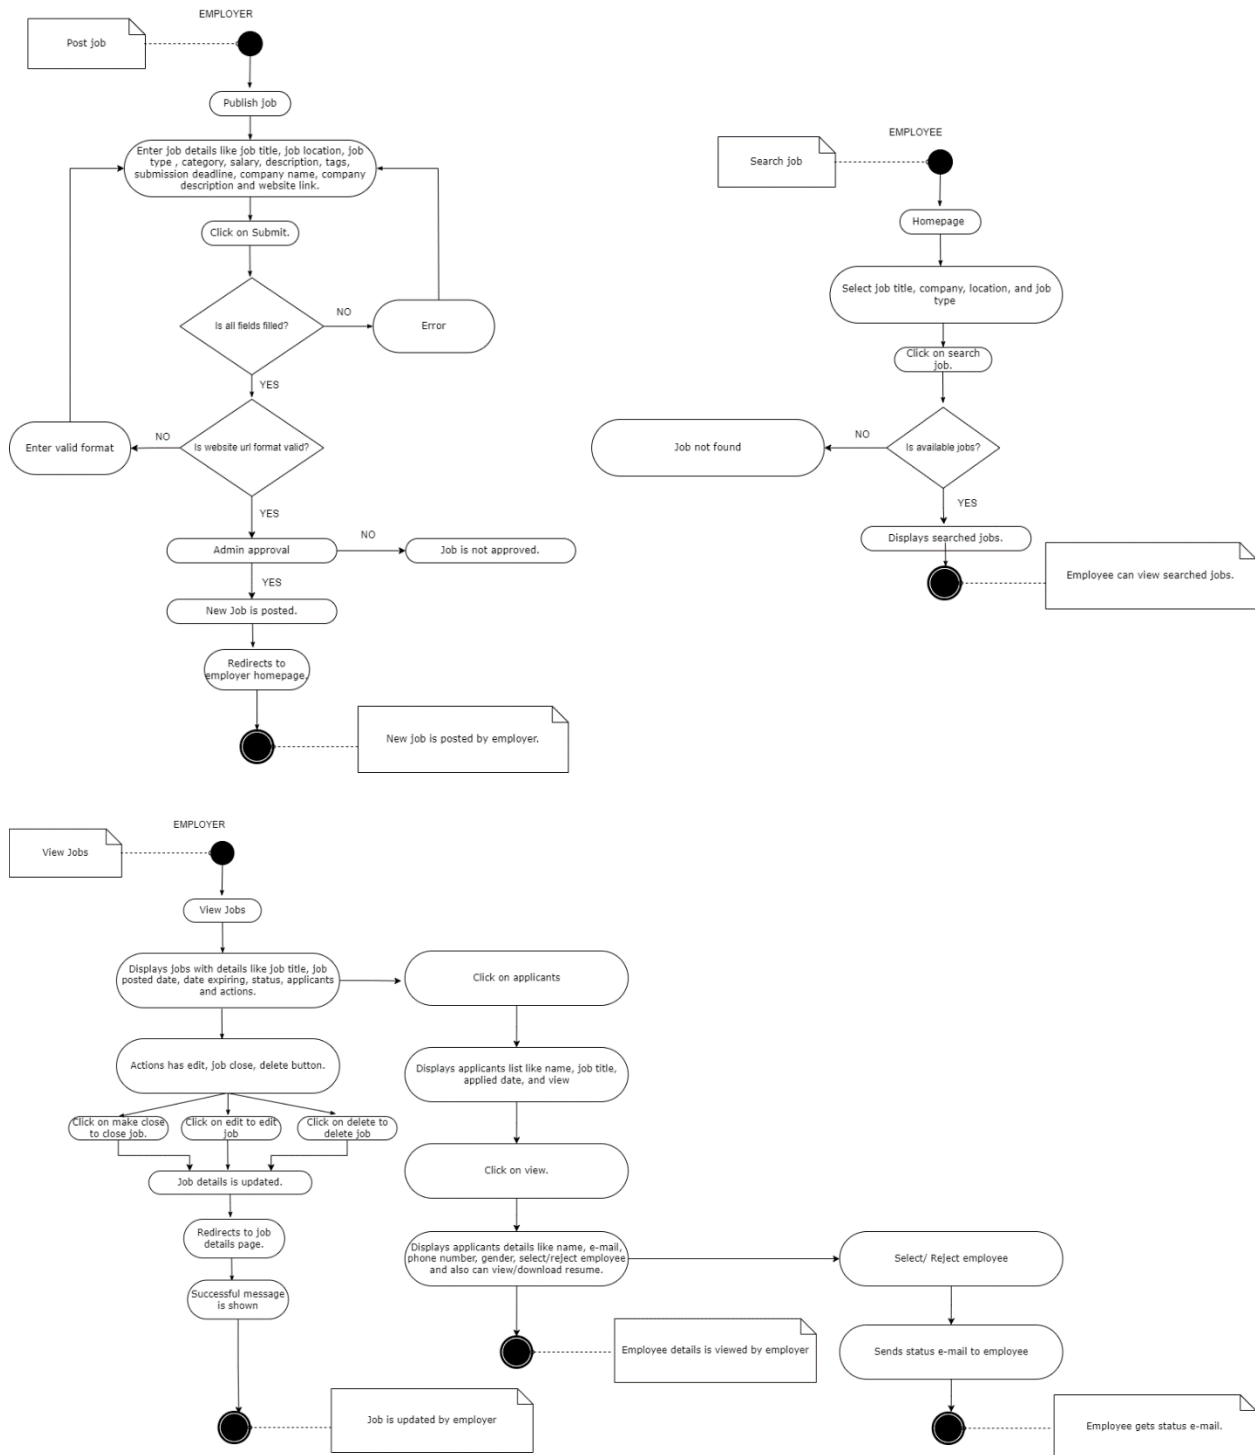 EMPLOYER
Post job
Publish job
Enter job details like job title, job location, job
type , category, salary, description, tags,
submission deadline, company name, company
description and website link.
Click on Submit.
Is all fields filled?
NO
Error
YES
Is website url format valid?
NO
Enter valid format
YES
Admin approval
NO
Job is not approved.
YES
New Job is posted.
Redirects to
employer homepage.
New job is posted by employer.
EMPLOYEE
Search job
Homepage
Select job title, company, location, and job
type
Click on search
job.
Is available jobs?
NO
Job not found
YES
Displays searched jobs.
Employee can view searched jobs.
EMPLOYER
View Jobs
View Jobs
Displays jobs with details like job title, job
posted date, date expiring, status, applicants
and actions.
Actions has edit, job close, delete button.
Click on make close
to close job.
Click on edit to edit
job
Click on delete to
delete job
Job details is updated.
Redirects to job
details page.
Successful message
is shown
Job is updated by employer
Click on applicants
Displays applicants list like name, job title,
applied date, and view
Click on view.
Displays applicants details like name, e-mail,
phone number, gender, select/reject employee
and also can view/download resume.
Employee details is viewed by employer
Select/ Reject employee
Sends status e-mail to employee
Employee gets status e-mail.